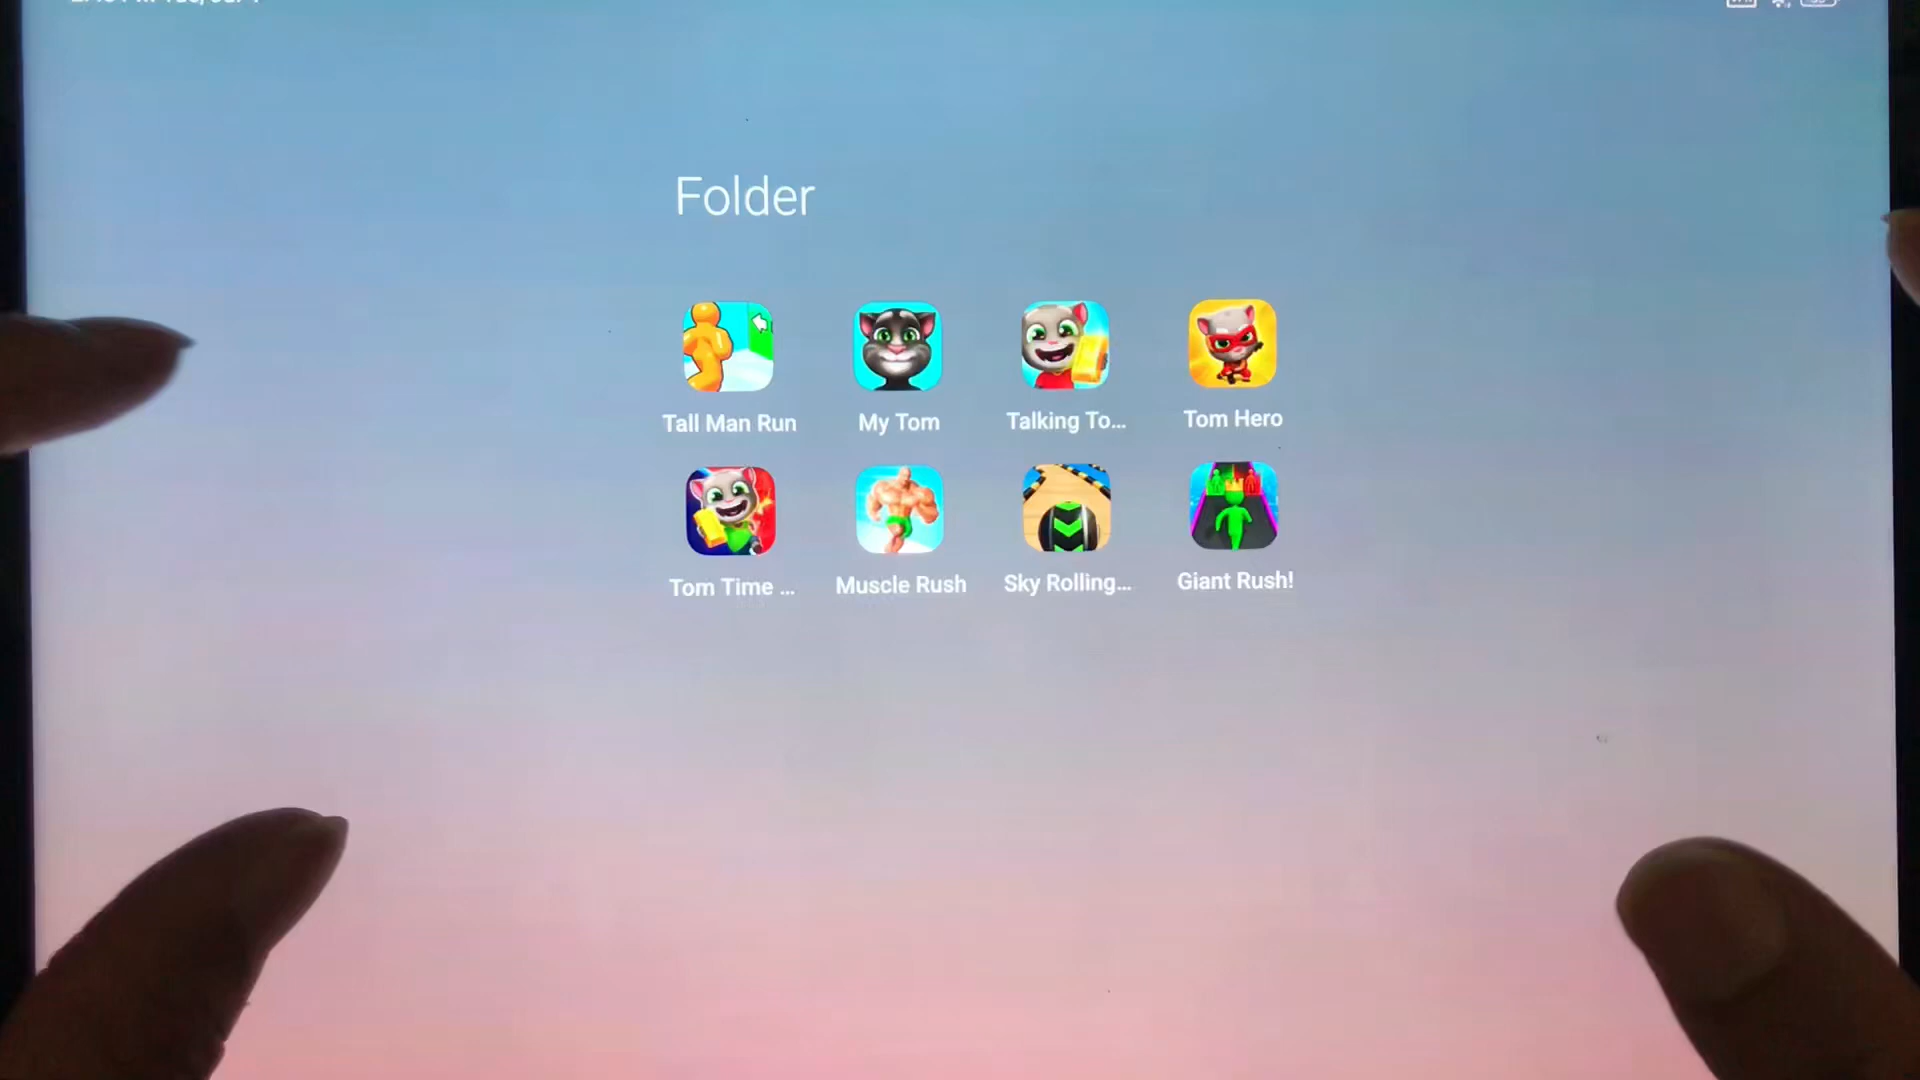 Folder
Tall Man Run
My Tom
Talking To...
Tom Hero
Tom Time ...
Muscle Rush
Sky Rolling...
Giant Rush!